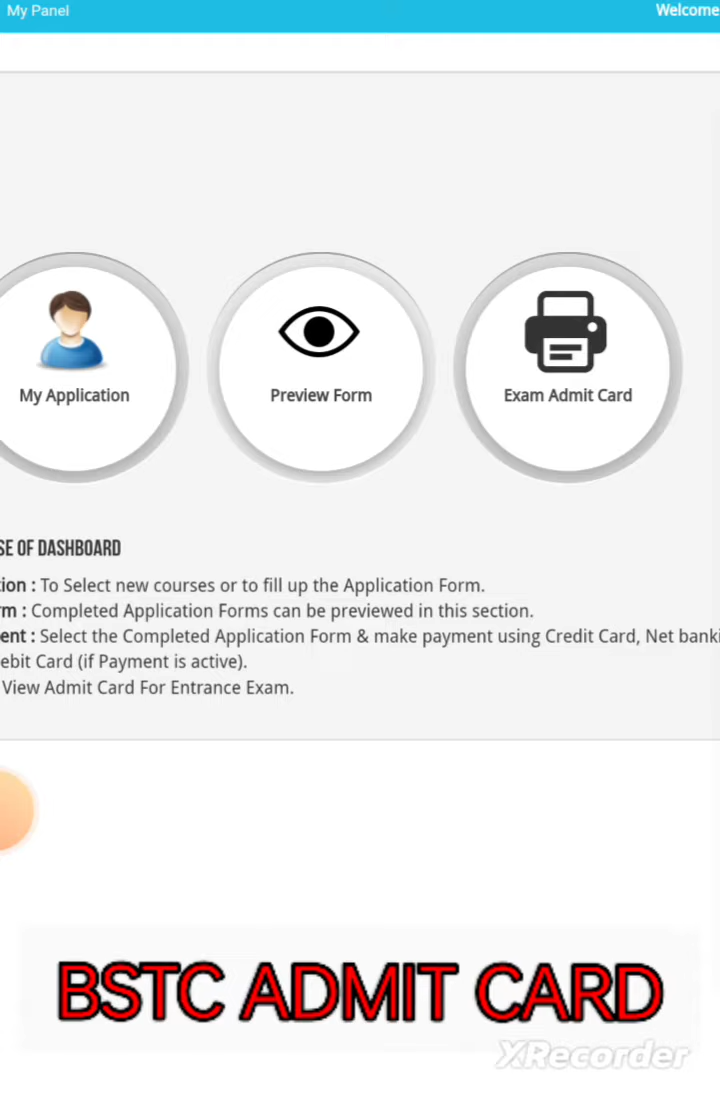 My Panel
Welcome
My Application
Preview Form
Exam Admit Card
SE OF DASHBOARD
tion : To Select new courses or to fill up the Application Form.
rm : Completed Application Forms can be previewed in this section.
ent : Select the Completed Application Form & make payment using Credit Card, Net banki
ebit Card (if Payment is active).
View Admit Card For Entrance Exam.
BSTC ADMIT CARD
XRecorder